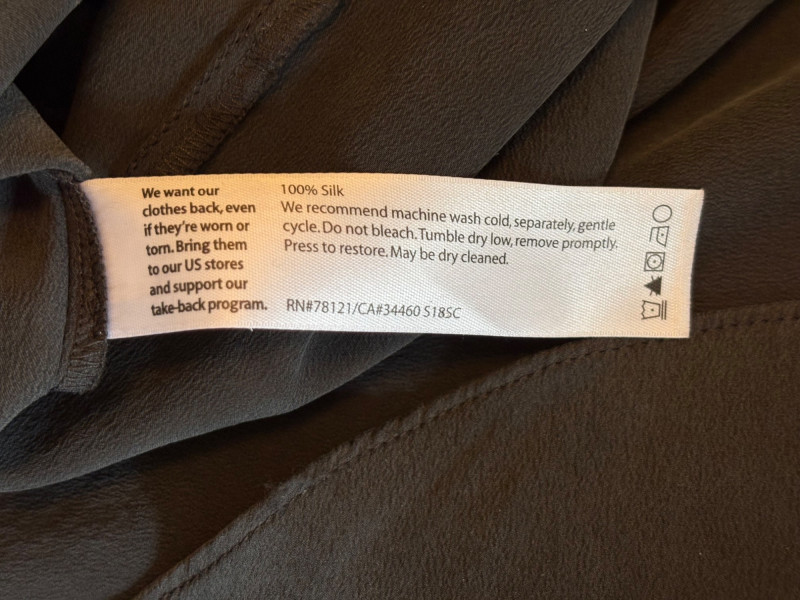 We want our
clothes back, even
if they're worn or
torn. Bring them
to our US stores
and support our
take-back program.
100% Silk
We recommend machine wash cold, separately, gentle
cycle. Do not bleach. Tumble dry low, remove promptly.
Press to restore. May be dry cleaned.
RN#78121/CA#34460 S18SC